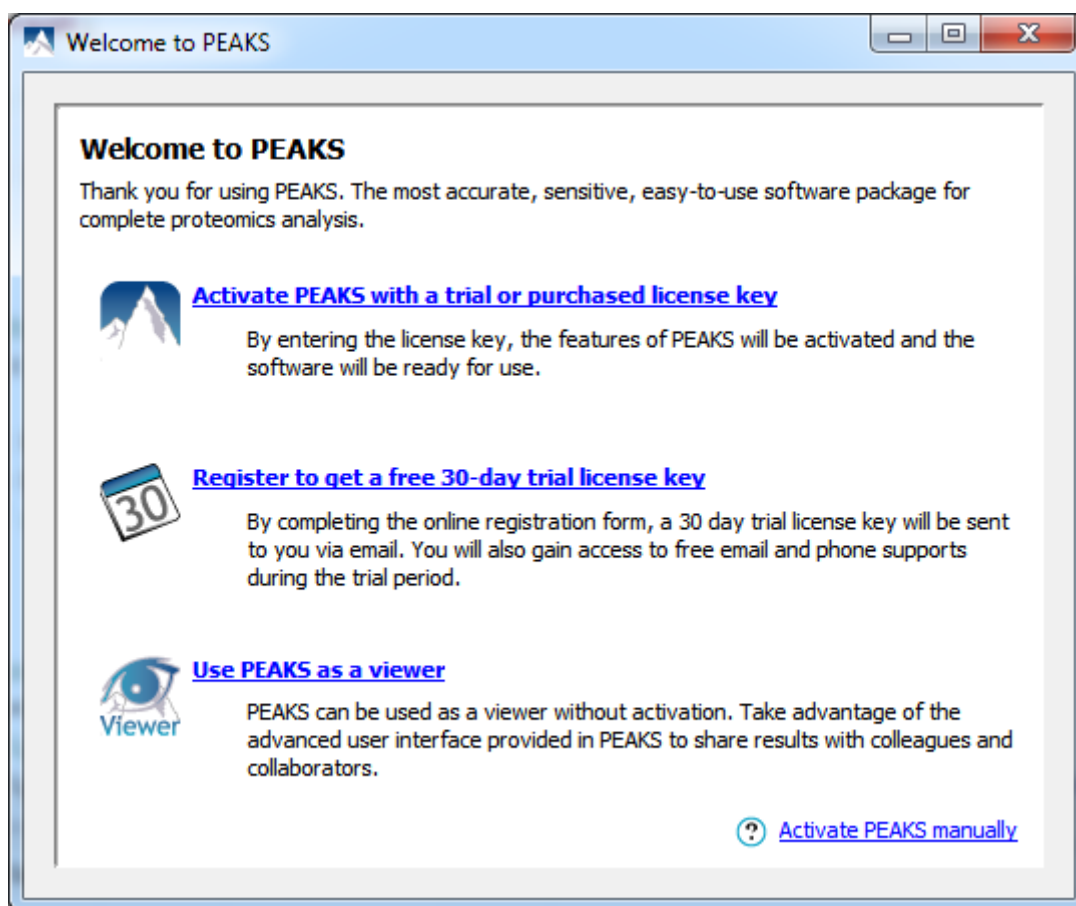 Welcome to PEAKS
Welcome to PEAKS
Thank you for using PEAKS. The most accurate, sensitive, easy-to-use software package for
complete proteomics analysis.
Activate PEAKS with a trial or purchased license key
By entering the license key, the features of PEAKS will be activated and the
software will be ready for use.
30
Register to get a free 30-day trial license key
By completing the online registration form, a 30 day trial license key will be sent
to you via email. You will also gain access to free email and phone supports
during the trial period.
Use PEAKS as a viewer
Viewer
PEAKS can be used as a viewer without activation. Take advantage of the
advanced user interface provided in PEAKS to share results with colleagues and
collaborators.
? Activate PEAKS manually